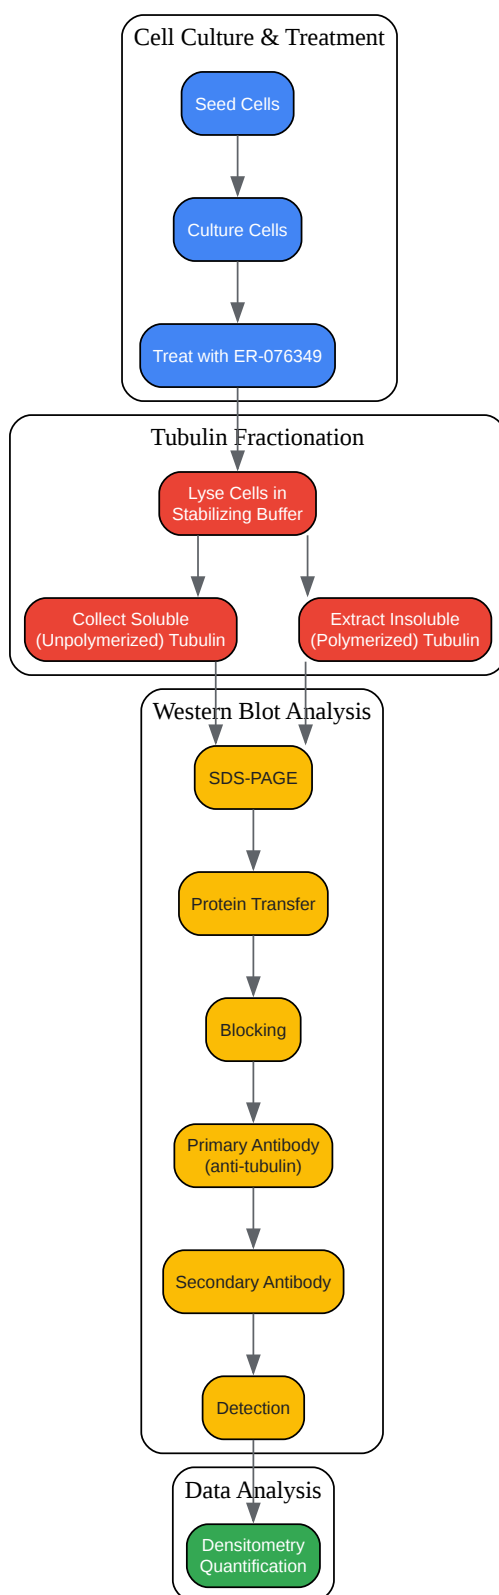 Cell Culture & Treatment
Seed Cells
Culture Cells
Treat with ER-076349
Tubulin Fractionation
Lyse Cells in
Stabilizing Buffer
Collect Soluble
(Unpolymerized) Tubulin
Extract Insoluble
(Polymerized) Tubulin
Western Blot Analysis
SDS-PAGE
Protein Transfer
Blocking
Primary Antibody
(anti-tubulin)
Secondary Antibody
Detection
Data Analysis
Densitometry
Quantification